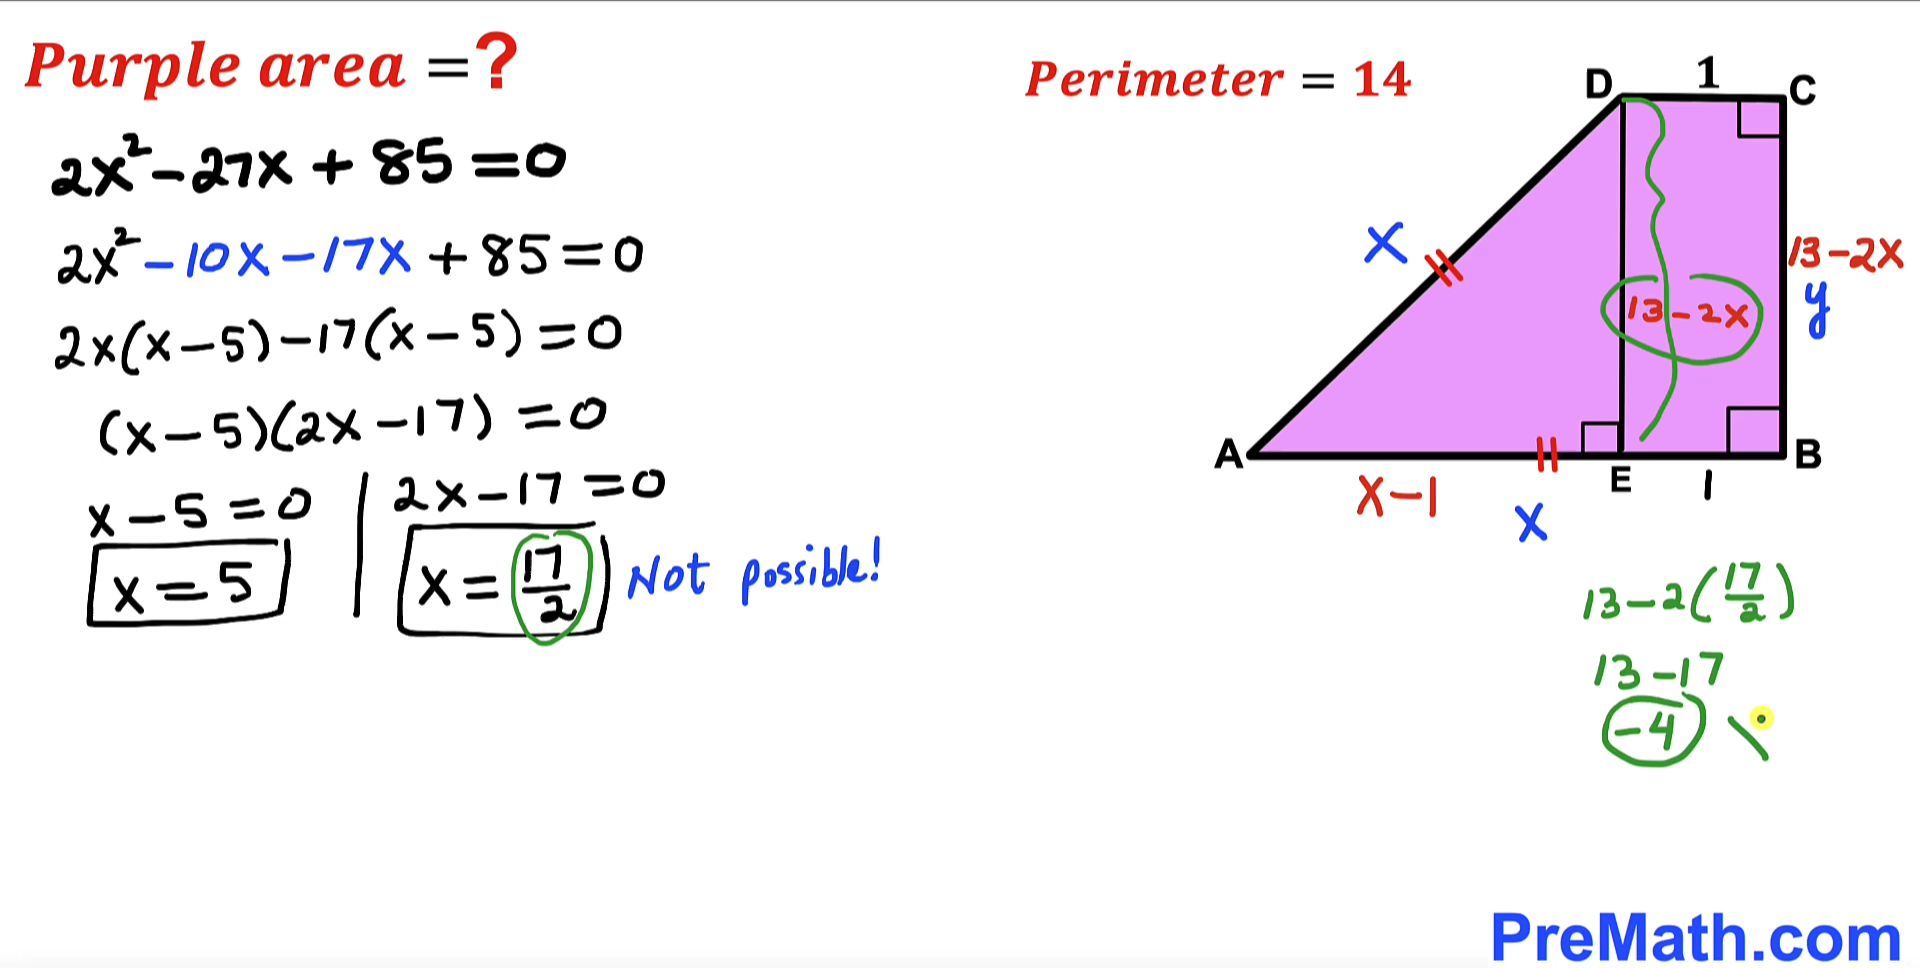 Purple area = ?
2x² - 27x + 85 = 0
2x² - 10x - 17x + 85 = 0
2x(x - 5) - 17(x - 5) = 0
(x - 5)(2x - 17) = 0
x - 5 = 0 | 2x - 17 = 0
x = 5
x = 17/2
Not possible!
Perimeter = 14
D
1
C
x
13 - 2x
13 - 2x
y
A
B
E
x - 1
1
x
13 - 2(17/2)
13 - 17
-4
PreMath.com